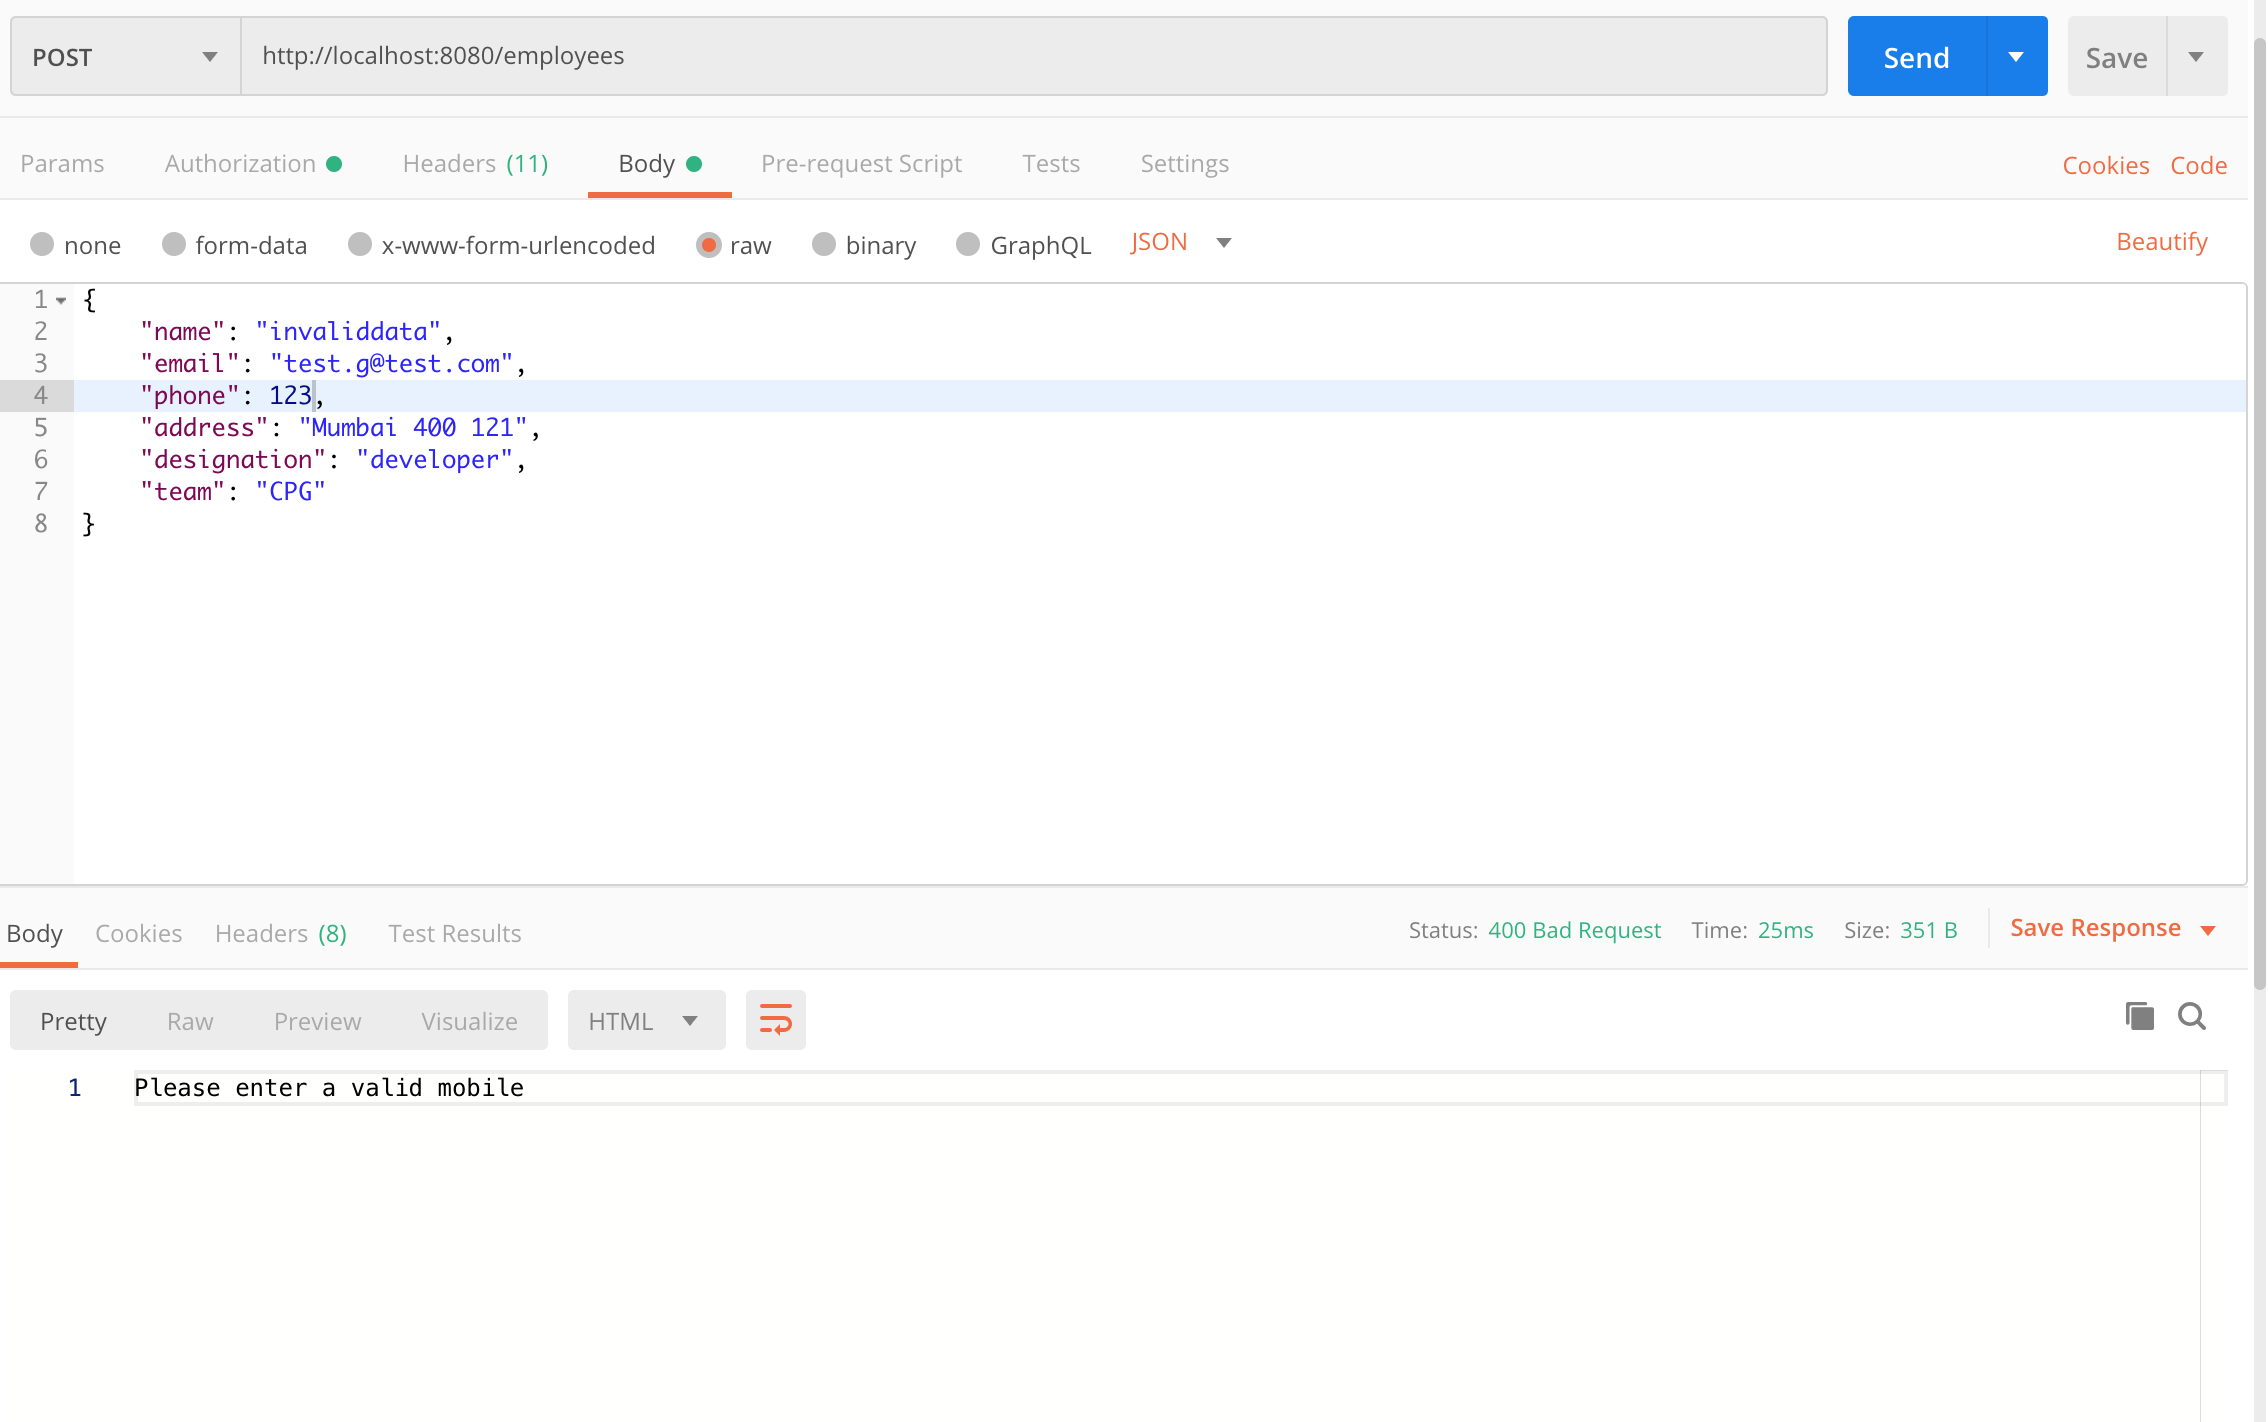 POST http://localhost:8080/employees Send Save
Params Authorization Headers (11) Body Pre-request Script Tests Settings Cookies Code
none form-data x-www-form-urlencoded raw binary GraphQL JSON Beautify
1 {
2 "name": "invaliddata",
3 "email": "test.g@test.com",
4 "phone": 123,
5 "address": "Mumbai 400 121",
6 "designation": "developer",
7 "team": "CPG"
8 }
Body Cookies Headers (8) Test Results Status: 400 Bad Request Time: 25ms Size: 351 B Save Response
Pretty Raw Preview Visualize HTML
1 Please enter a valid mobile